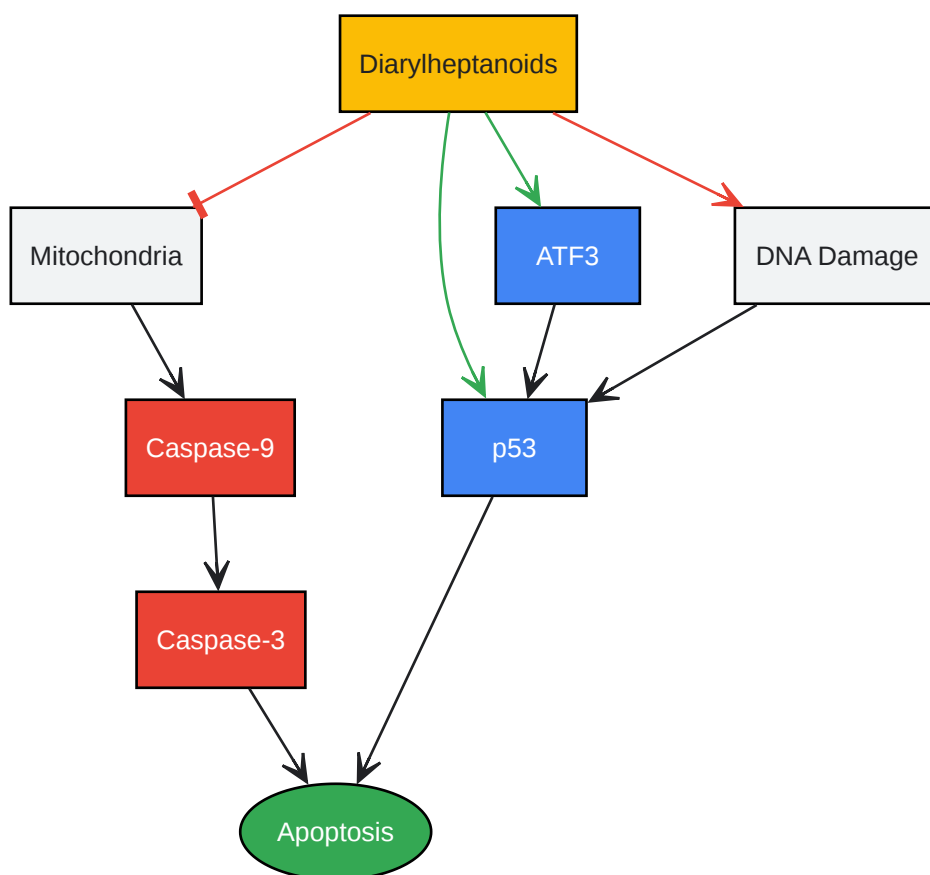 Diarylheptanoids
Mitochondria
ATF3
DNA Damage
Caspase-9
p53
Caspase-3
Apoptosis